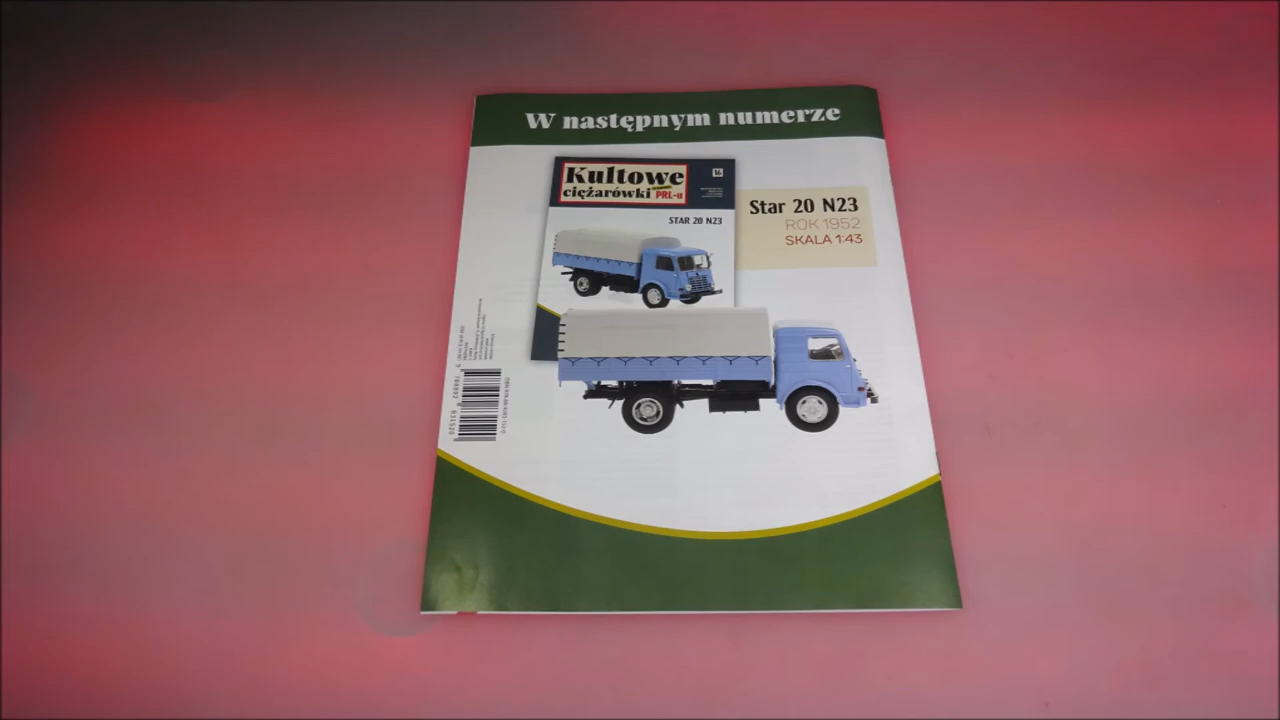 W następnym numerze
Kultowe
ciężarówki
PRL-u
16
STAR 20 N23
Star 20 N23
ROK 1952
SKALA 1:43